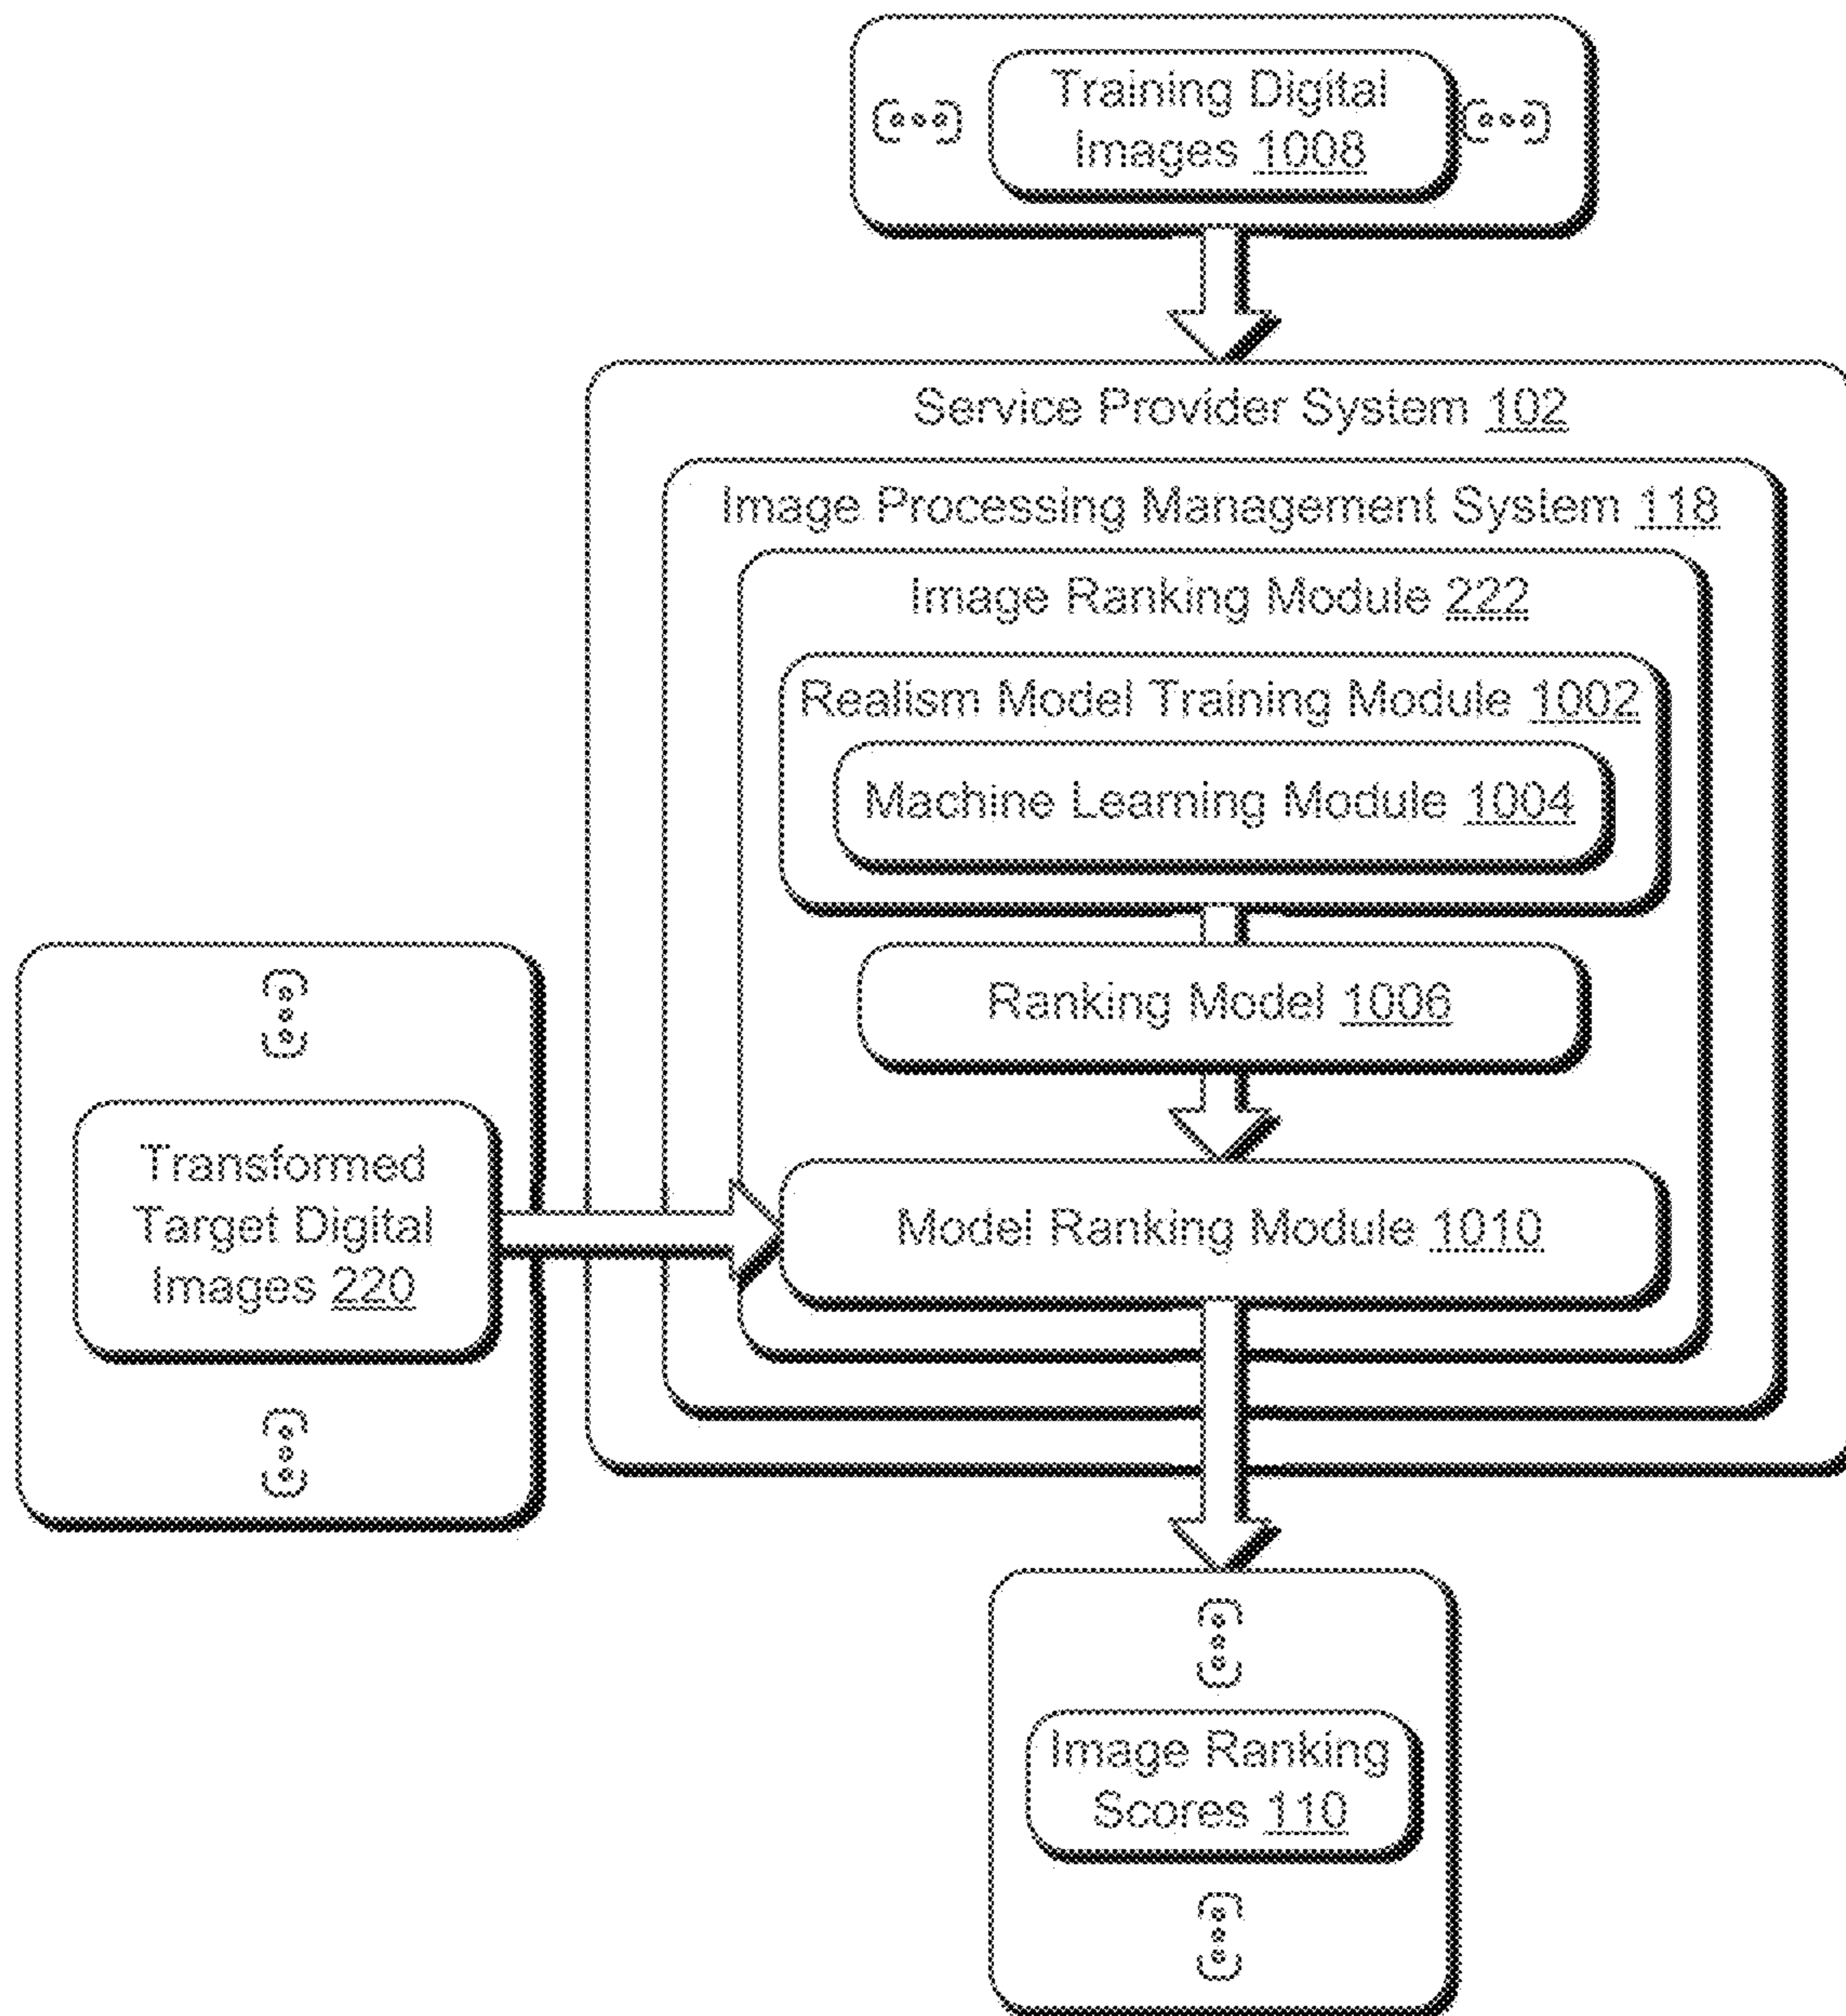 Training Digital
Images 1008
Service Provider System 102
Image Processing Management System 118
Image Ranking Module 222
Realism Model Training Module 1002
Machine Learning Module 1004
Ranking Model 1006
Transformed
Target Digital
Images 220
Model Ranking Module 1010
Image Ranking
Scores 110